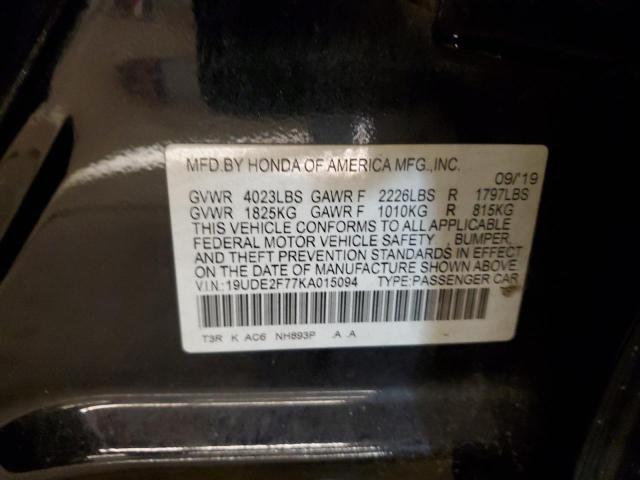 MFD.BY HONDA OF AMERICA MFG.,INC.
09/'19
GVWR 4023LBS GAWR F 2226LBS R 1797LBS
GVWR 1825KG GAWR F 1010KG R 815KG
THIS VEHICLE CONFORMS TO ALL APPLICABLE
FEDERAL MOTOR VEHICLE SAFETY , BUMPER,
AND THEFT PREVENTION STANDARDS IN EFFECT
ON THE DATE OF MANUFACTURE SHOWN ABOVE.
VIN:19UDE2F77KA015094 TYPE:PASSENGER CAR
T3R K AC6 NH893P .A .A